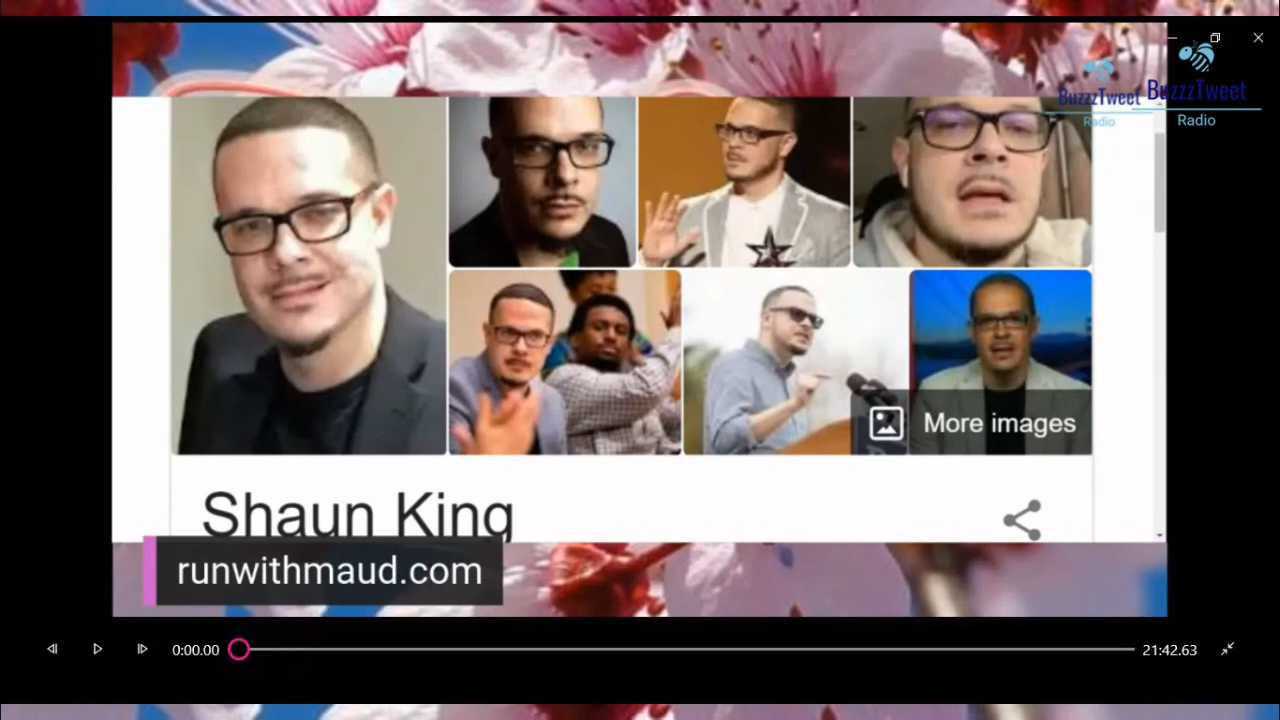 BuzzzTweet
Radio
BuzzzTweet
Radio
More images
Shaun King
runwithmaud.com
0:00.00
21:42.63